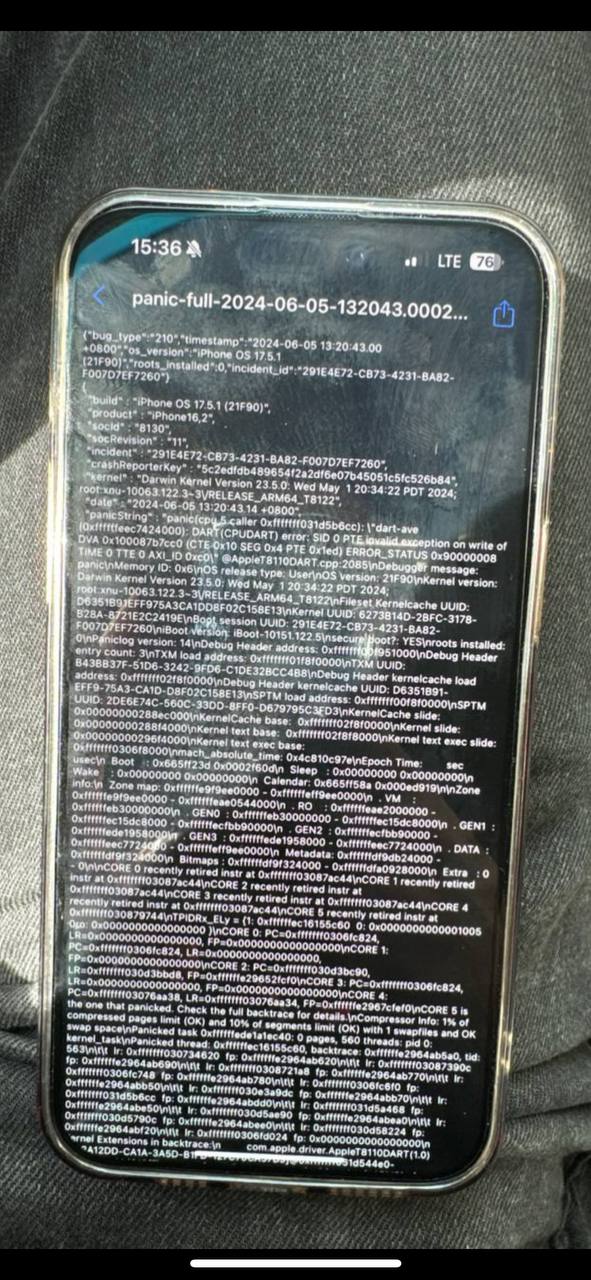 15:36 LTE 76
panic-full-2024-06-05-132043.0002...
{"bug_type":"210","timestamp":"2024-06-05 13:20:43.00
+0800","os_version":"iPhone OS 17.5.1
(21F90)","roots_installed":0,"incident_id":"291E4E72-CB73-4231-BA82-
F007D7EF7260"}
"build" : "iPhone OS 17.5.1 (21F90)",
"product" : "iPhone16,2",
"socId" : "8130",
"socRevision" : "11",
"incident" : "291E4E72-CB73-4231-BA82-F007D7EF7260",
"crashReporterKey" : "5c2edfdb489654f2a2df6e07b45051c5fc526b84",
"kernel" : "Darwin Kernel Version 23.5.0: Wed May 1 20:34:22 PDT 2024;
root:xnu-10063.122.3~3\/RELEASE_ARM64_T8122",
"date" : "2024-06-05 13:20:43.14 +0800",
"panicString" : "panic(cpu 5 caller 0xfffffff031d5b6cc): \"dart-ave
(0xffffffeec7424000): DART(CPUDART) error: SID 0 PTE invalid exception on write of
DVA 0x100087b7cc0 (CTE 0x10 SEG 0x4 PTE 0x1ed) ERROR_STATUS 0x90000008
TIME 0 TTE 0 AXI_ID 0xc0\" @AppleT8110DART.cpp:2085\nDebugger message:
panic\nMemory ID: 0x6\nOS release type: User\nOS version: 21F90\nKernel version:
Darwin Kernel Version 23.5.0: Wed May 1 20:34:22 PDT 2024;
root:xnu-10063.122.3~3\/RELEASE_ARM64_T8122\nFileset Kernelcache UUID:
D6351B91EFF975A3CA1DD8F02C158E13\nKernel UUID: 6273814D-2BFC-3178-
B28A-8721E2C2419E\nBoot session UUID: 291E4E72-CB73-4231-BA82-
F007D7EF7260\niBoot version: iBoot-10151.122.5\nsecure boot?: YES\nroots installed:
0\nPaniclog version: 14\nDebug Header address: \nDebug Header
entry count: 3\nTXM load address: 0xfffffff01f8f0000\nTXM UUID:
B43BB37F-51D6-3242-9FD6-C1DE32BCC4B8\nDebug Header kernelcache load
address: 0xfffffff02f8f0000\nDebug Header kernelcache UUID: D6351B91-
EFF9-75A3-CA1D-D8F02C158E13\nSPTM load address: 0xfffffff00f8f0000\nSPTM
UUID: 2DE6E74C-560C-33DD-8FF0-D679795C3FD3\nKernelCache slide:
0x00000000288ec000\nKernelCache base: 0xfffffff02f8f0000\nKernel slide:
0x00000000288f4000\nKernel text base: 0xfffffff02f8f8000\nKernel text exec slide:
0x00000000296f4000\nKernel text exec base:
0xfffffff0306f8000\nmach_absolute_time: 0x4c810c97e\nEpoch Time: sec
usec\n Boot : 0x665ff23d 0x0002f60d\n Sleep : 0x00000000 0x00000000\n
Wake : 0x00000000 0x00000000\n Calendar: 0x665ff58a 0x000ed919\n\nZone
info:\n Zone map: 0xffffffe9f9ee0000 - 0xffffffeff9ee0000\n . VM :
0xffffffe9f9ee0000 - 0xffffffeae0544000\n . RO : 0xffffffeae2000000 -
0xffffffeb30000000\n . GEN0 : 0xffffffeb30000000 - 0xffffffec15dc8000\n . GEN1 :
0xffffffec15dc8000 - 0xffffffecfbb90000\n . GEN2 : 0xffffffecfbb90000 -
0xffffffede1958000\n . GEN3 : 0xffffffede1958000 - 0xffffffeec7724000\n . DATA :
0xffffffeec7724000 - 0xffffffeff9ee0000\n Metadata: 0xffffffdf9db24000 -
0xffffffdf9f324000\n Bitmaps : 0xffffffdf9f324000 - 0xffffffdfa0928000\n Extra : 0
- 0\n\nCORE 0 recently retired instr at 0xfffffff03087ac44\nCORE 1 recently retired
instr at 0xfffffff03087ac44\nCORE 2 recently retired instr at
0xfffffff03087ac44\nCORE 3 recently retired instr at 0xfffffff03087ac44\nCORE 4
recently retired instr at 0xfffffff03087ac44\nCORE 5 recently retired instr at
0xfffffff030879744\nTPIDRx_ELy = {1: 0xffffffec16155c60 0: 0x0000000000001005
0ro: 0x0000000000000000 }\nCORE 0: PC=0xfffffff0306fc824,
LR=0x0000000000000000, FP=0x0000000000000000\nCORE 1:
PC=0xfffffff0306fc824, LR=0x0000000000000000,
FP=0x0000000000000000\nCORE 2: PC=0xfffffff030d3bc90,
LR=0xfffffff030d3bbd8, FP=0xffffffe29652fcf0\nCORE 3: PC=0xfffffff0306fc824,
LR=0x0000000000000000, FP=0x0000000000000000\nCORE 4:
PC=0xfffffff03076aa38, LR=0xfffffff03076aa34, FP=0xffffffe2967cfef0\nCORE 5 is
the one that panicked. Check the full backtrace for details.\nCompressor Info: 1% of
compressed pages limit (OK) and 10% of segments limit (OK) with 1 swapfiles and OK
swap space\nPanicked task 0xffffffede1a1ec40: 0 pages, 560 threads: pid 0:
kernel_task\nPanicked thread: 0xffffffec16155c60, backtrace: 0xffffffe2964ab5a0, tid:
563\n\t\t lr: 0xfffffff030734620 fp: 0xffffffe2964ab620\n\t\t lr: 0xfffffff03087390c
fp: 0xffffffe2964ab690\n\t\t lr: 0xfffffff0308721a8 fp: 0xffffffe2964ab770\n\t\t lr:
0xfffffff0306fc748 fp: 0xffffffe2964ab780\n\t\t lr: 0xfffffff0306fc6f0 fp:
0xffffffe2964abb50\n\t\t lr: 0xfffffff030e3a9dc fp: 0xffffffe2964abb70\n\t\t lr:
0xfffffff031d5b6cc fp: 0xffffffe2964abdd0\n\t\t lr: 0xfffffff031d5a468 fp:
0xffffffe2964abe50\n\t\t lr: 0xfffffff030d5ae90 fp: 0xffffffe2964abea0\n\t\t lr:
0xfffffff030d5790c fp: 0xffffffe2964abee0\n\t\t lr: 0xfffffff030d58224 fp:
0xffffffe2964abf20\n\t\t lr: 0xfffffff0306fd024 fp: 0x0000000000000000\n
ernel Extensions in backtrace:\n com.apple.driver.AppleT8110DART(1.0)